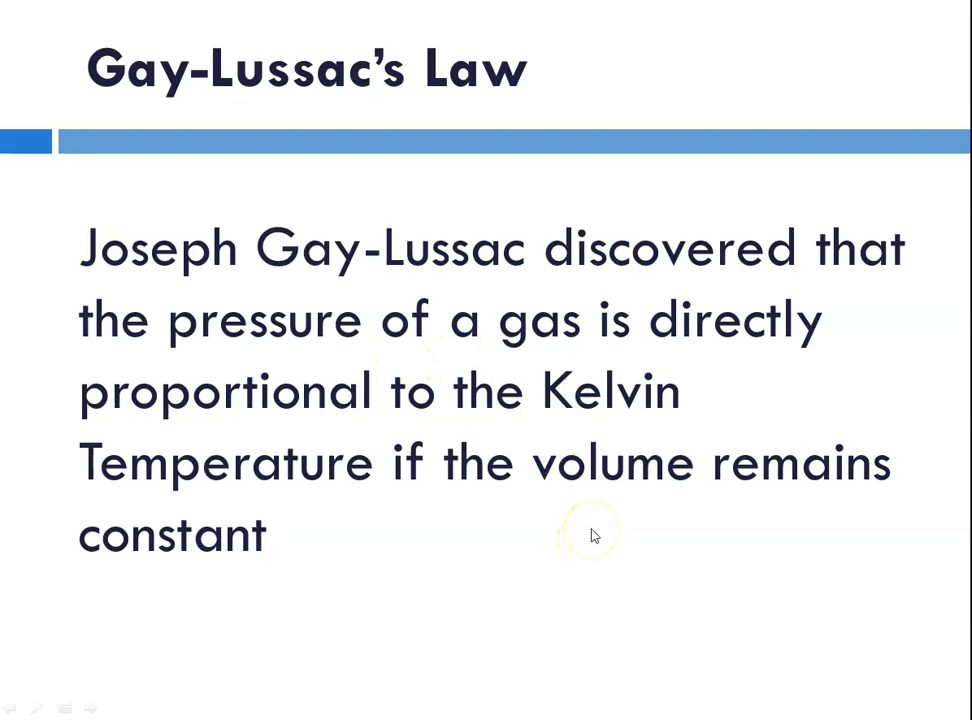 Gay-Lussac’s Law
Joseph Gay-Lussac discovered that
the pressure of a gas is directly
proportional to the Kelvin
Temperature if the volume remains
constant